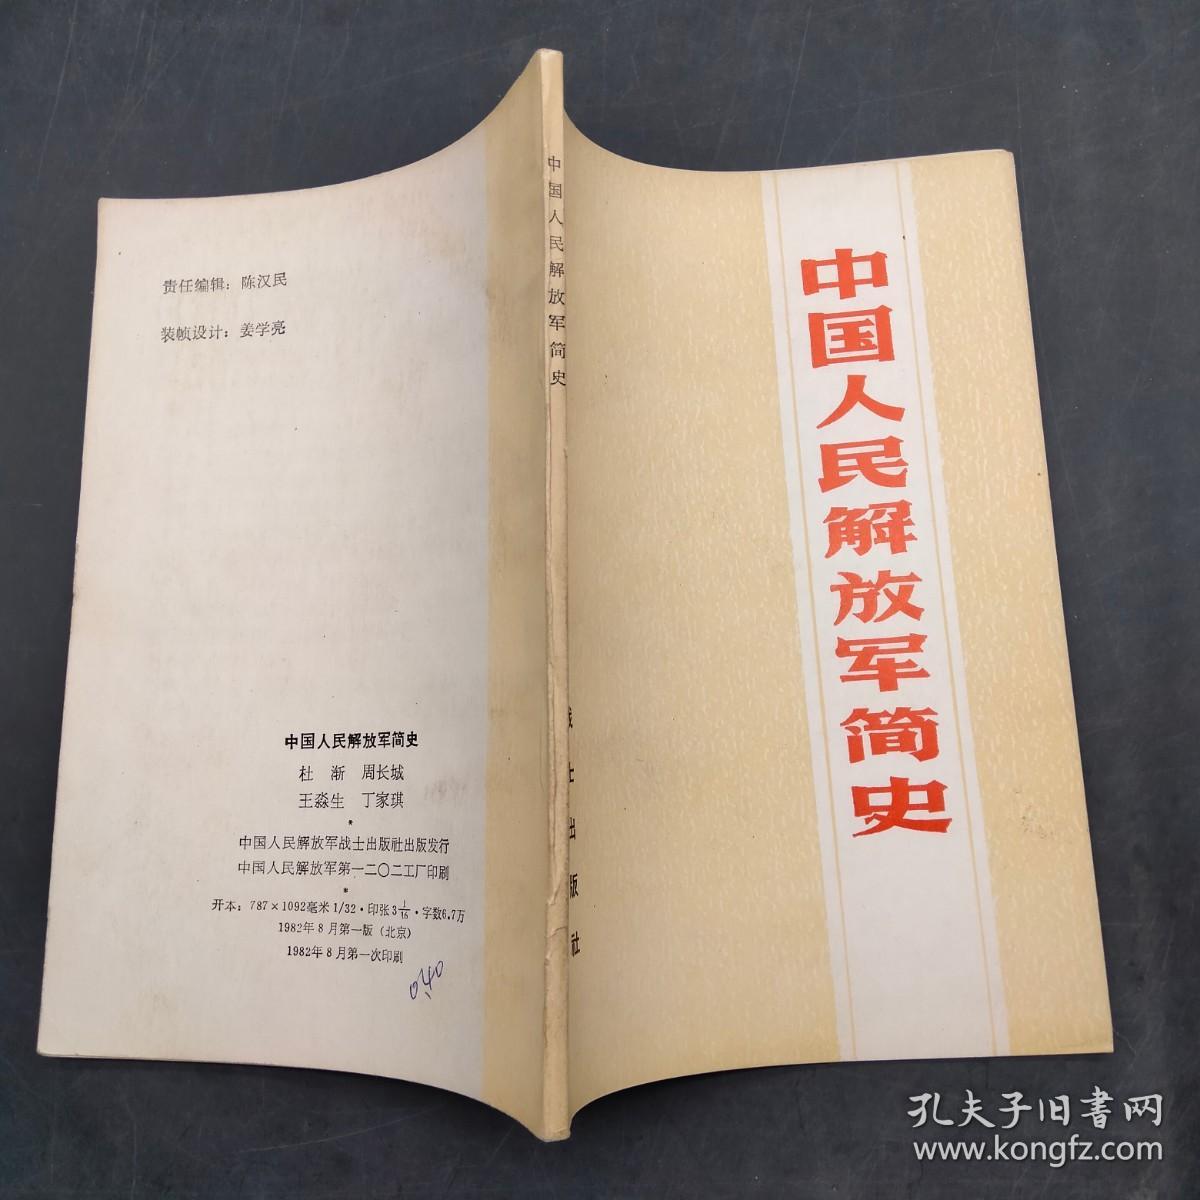 责任编辑：陈汉民
装帧设计：姜学亮
中国人民解放军简史
杜 渐 周长城
王淼生 丁家琪
*
中国人民解放军战士出版社出版发行
中国人民解放军第一二〇二工厂印刷
*
开本：787×1092毫米 1/32·印张3 1/16·字数6.7万
1982年8月第一版（北京）
1982年8月第一次印刷
0.40
中国人民解放军简史
战士出版社
中国人民解放军简史
孔夫子旧書网
www.kongfz.com